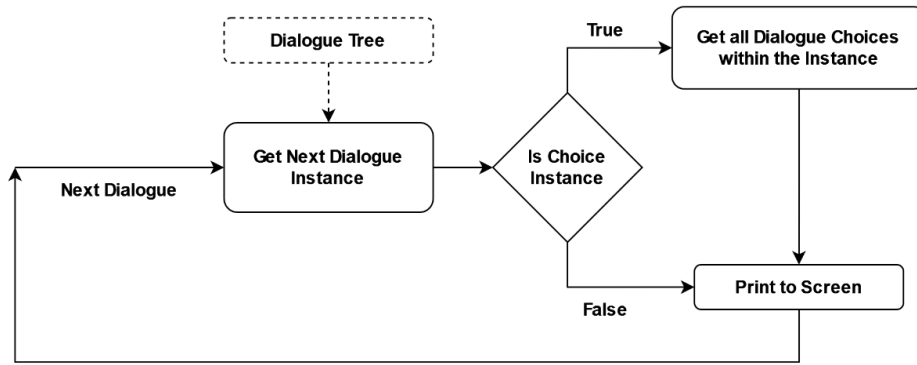 Dialogue Tree
True
Get all Dialogue Choices
within the Instance
Get Next Dialogue
Instance
Is Choice
Instance
Next Dialogue
False
Print to Screen